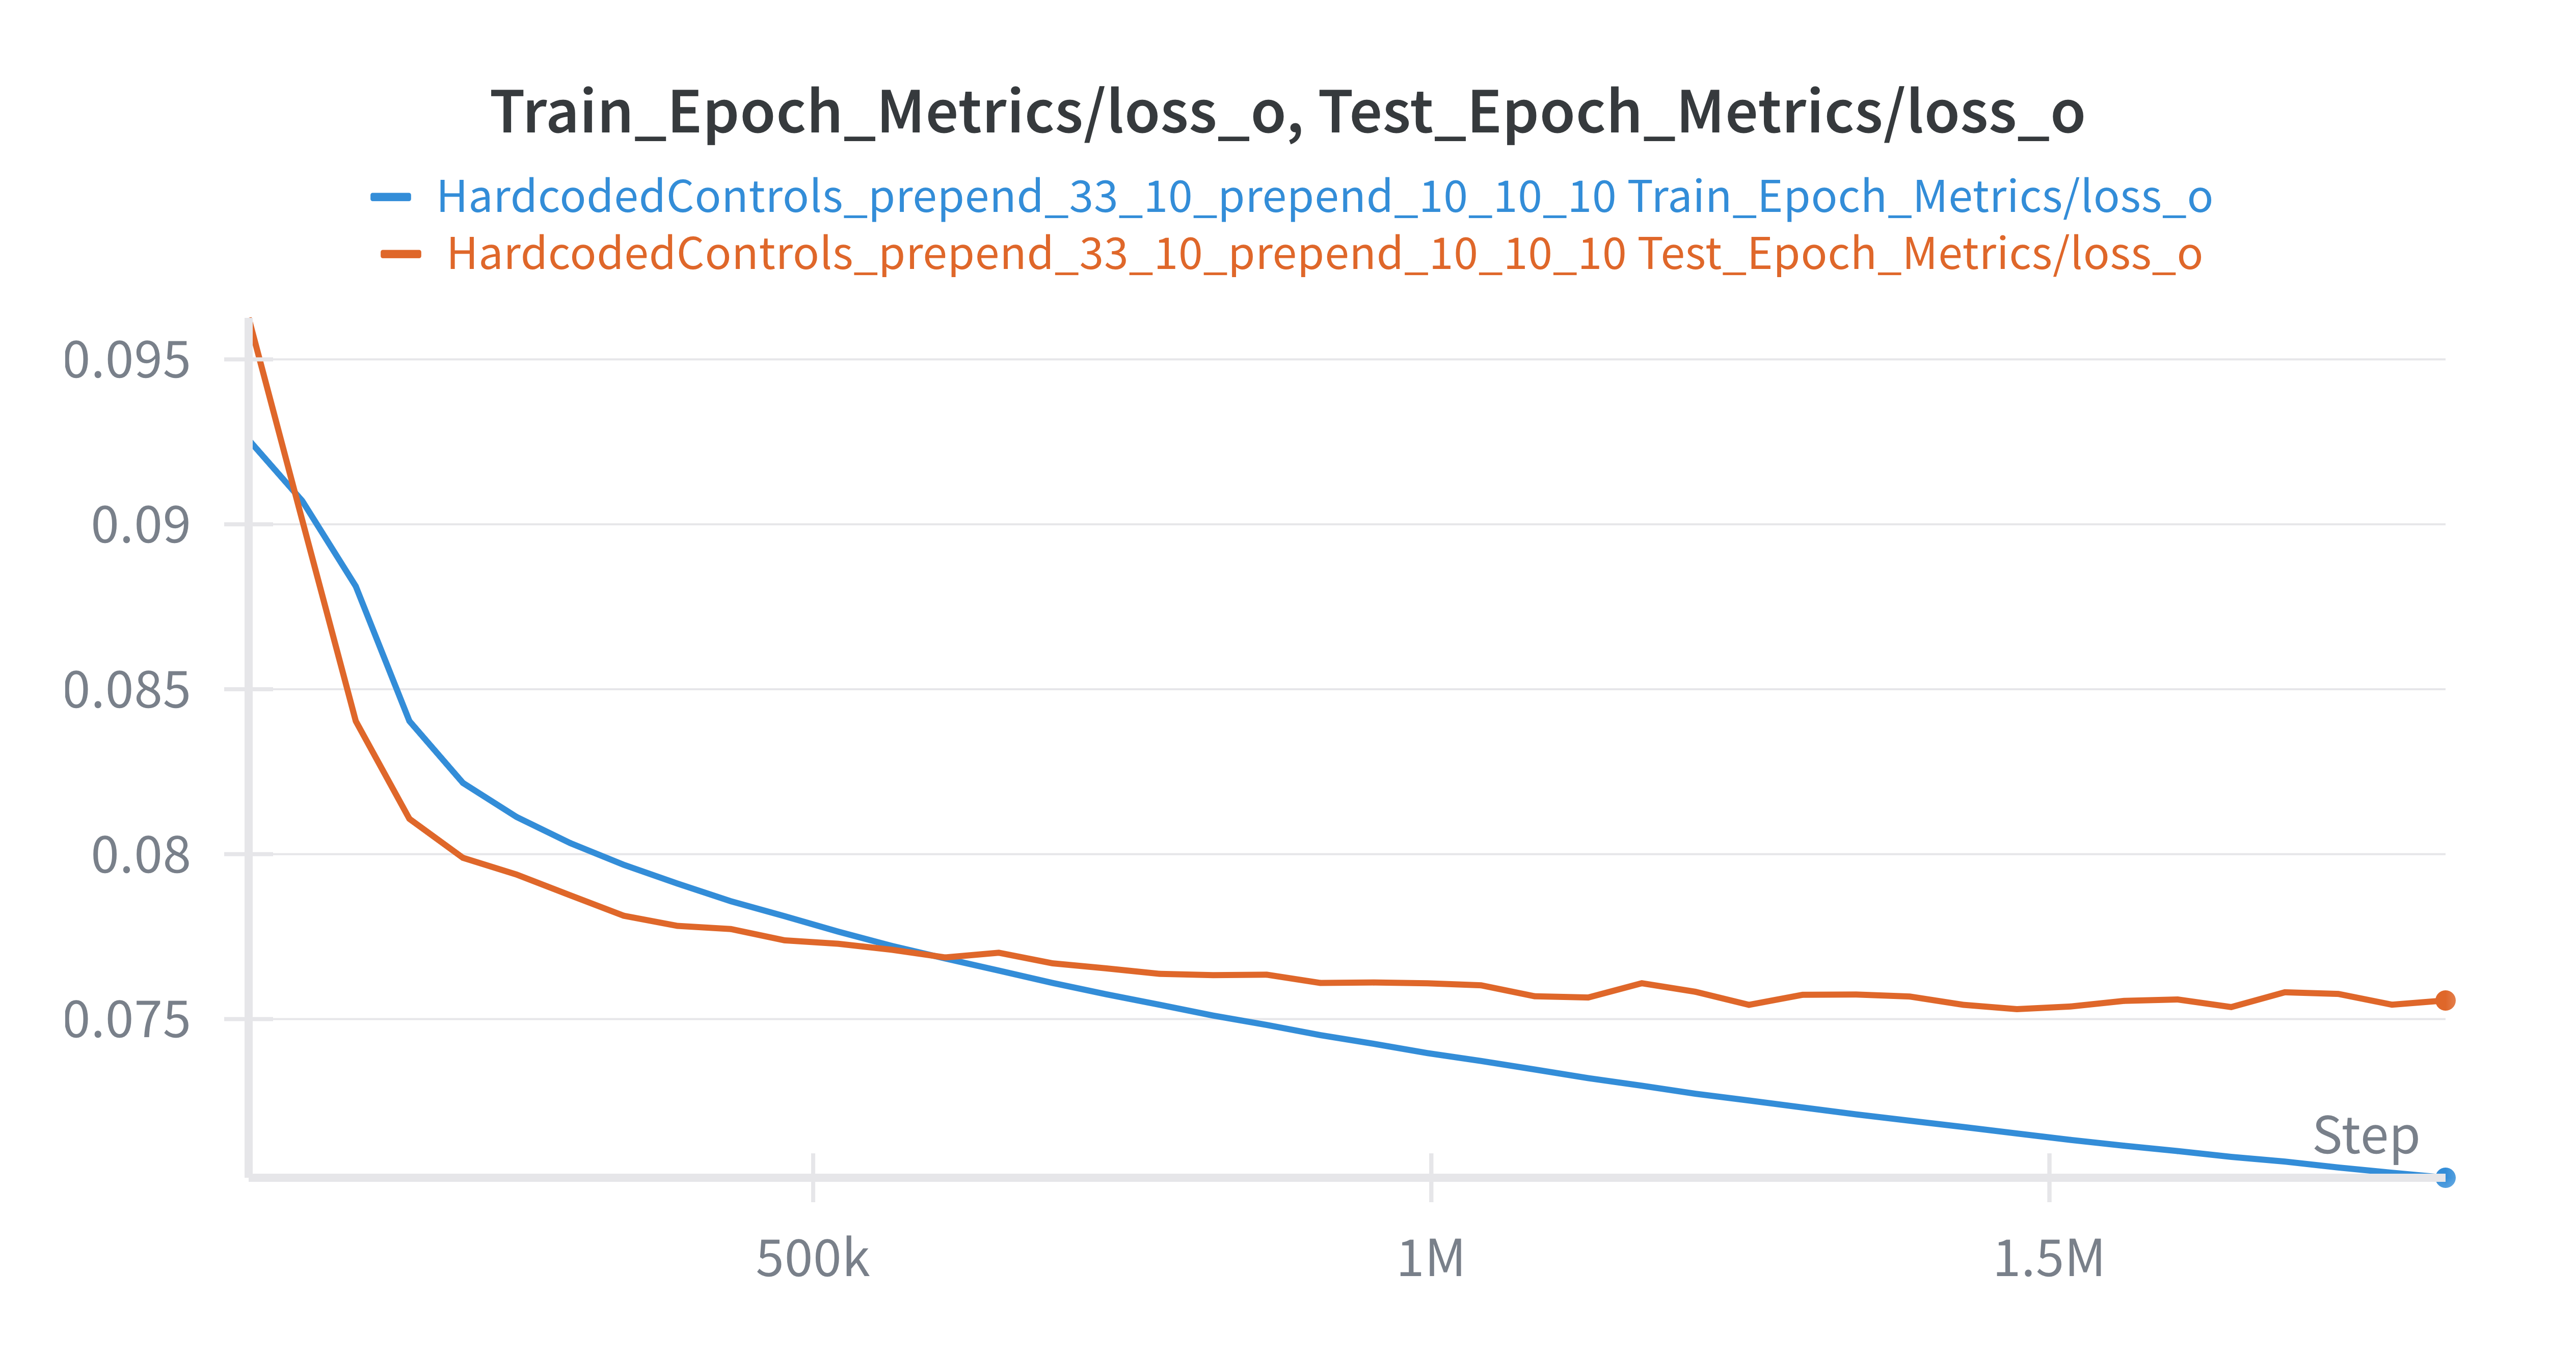 Train_Epoch_Metrics/loss_o, Test_Epoch_Metrics/loss_o
HardcodedControls_prepend_33_10_prepend_10_10_10 Train_Epoch_Metrics/loss_o
HardcodedControls_prepend_33_10_prepend_10_10_10 Test_Epoch_Metrics/loss_o
0.095
0.09
0.085
0.08
0.075
Step
500k 1M 1.5M